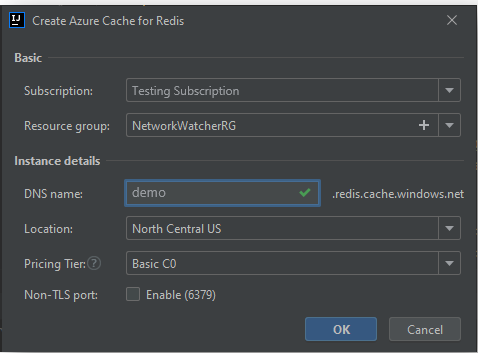 IJ Create Azure Cache for Redis
Basic
Subscription: Testing Subscription
Resource group: NetworkWatcherRG
Instance details
DNS name: demo .redis.cache.windows.net
Location: North Central US
Pricing Tier: Basic C0
Non-TLS port: Enable (6379)
OK Cancel